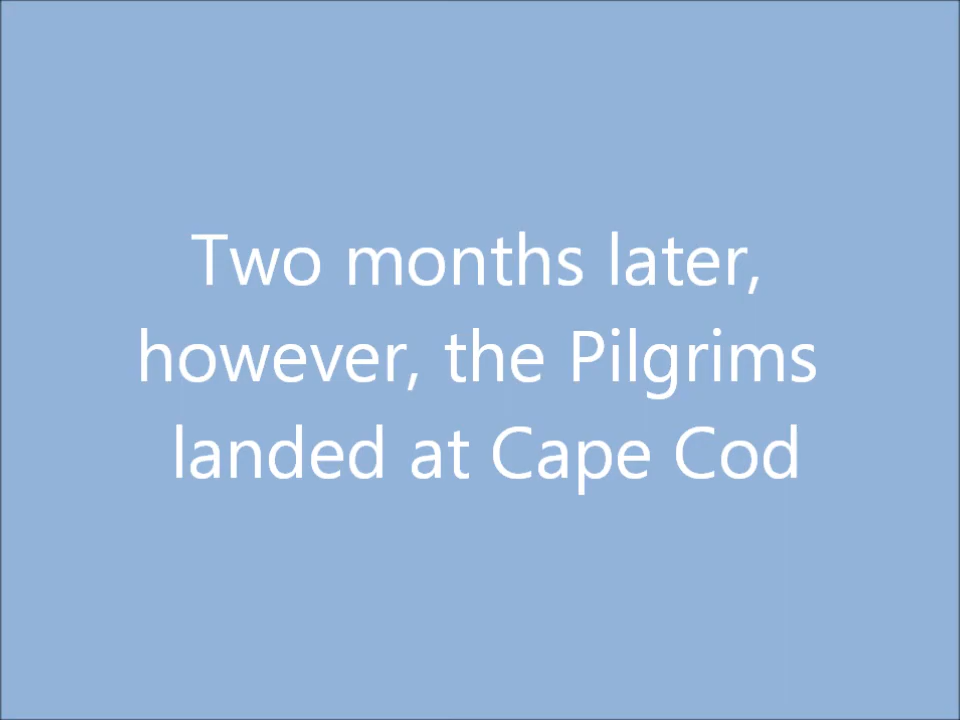 Two months later,
however, the Pilgrims
landed at Cape Cod